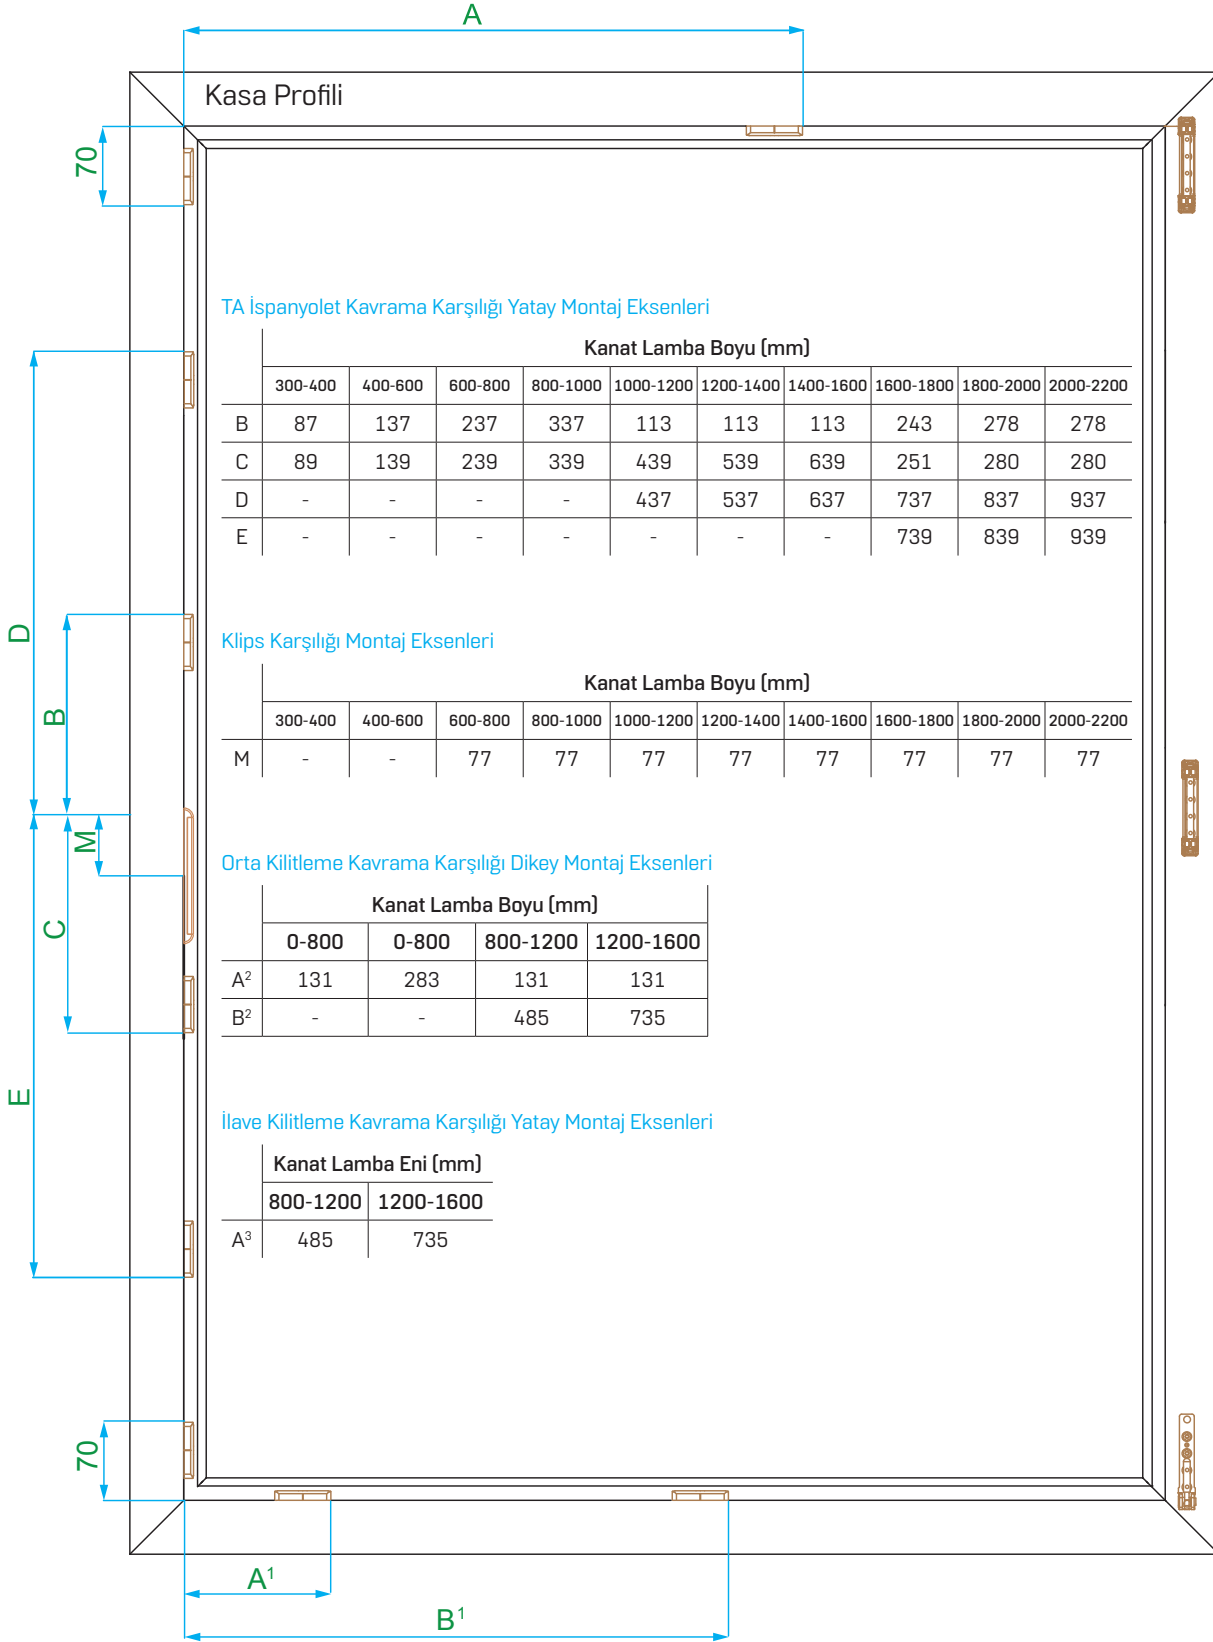 A
Kasa Profili
70
TA İspanyolet Kavrama Karşılığı Yatay Montaj Eksenleri
Kanat Lamba Boyu (mm)
300-400 400-600 600-800 800-1000 1000-1200 1200-1400 1400-1600 1600-1800 1800-2000 2000-2200
B 87 137 237 337 113 113 113 243 278 278
C 89 139 239 339 439 539 639 251 280 280
D - - - - 437 537 637 737 837 937
E - - - - - - - 739 839 939
D
B
Klips Karşılığı Montaj Eksenleri
Kanat Lamba Boyu (mm)
300-400 400-600 600-800 800-1000 1000-1200 1200-1400 1400-1600 1600-1800 1800-2000 2000-2200
M - - 77 77 77 77 77 77 77 77
M
C
E
Orta Kilitleme Kavrama Karşılığı Dikey Montaj Eksenleri
Kanat Lamba Boyu (mm)
0-800 0-800 800-1200 1200-1600
A² 131 283 131 131
B² - - 485 735
İlave Kilitleme Kavrama Karşılığı Yatay Montaj Eksenleri
Kanat Lamba Eni (mm)
800-1200 1200-1600
A³ 485 735
70
A¹
B¹